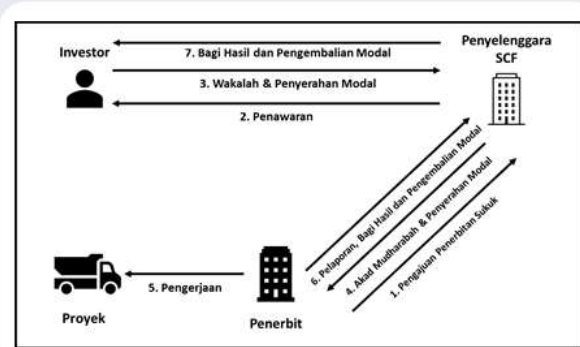 Investor
Penyelenggara
SCF
7. Bagi Hasil dan Pengembalian Modal
3. Wakalah & Penyerahan Modal
2. Penawaran
6. Pelaporan, Bagi Hasil dan Pengembalian Modal
4. Akad Mudharabah & Penyerahan Modal
1. Pengajuan Penerbitan Sukuk
5. Pengerjaan
Proyek
Penerbit